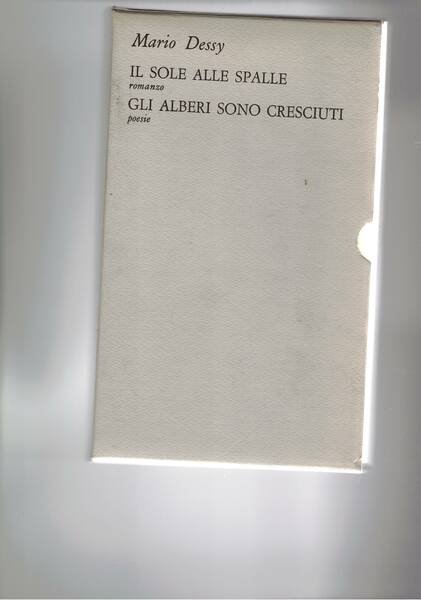 Mario Dessy
IL SOLE ALLE SPALLE
romanzo
GLI ALBERI SONO CRESCIUTI
poesie